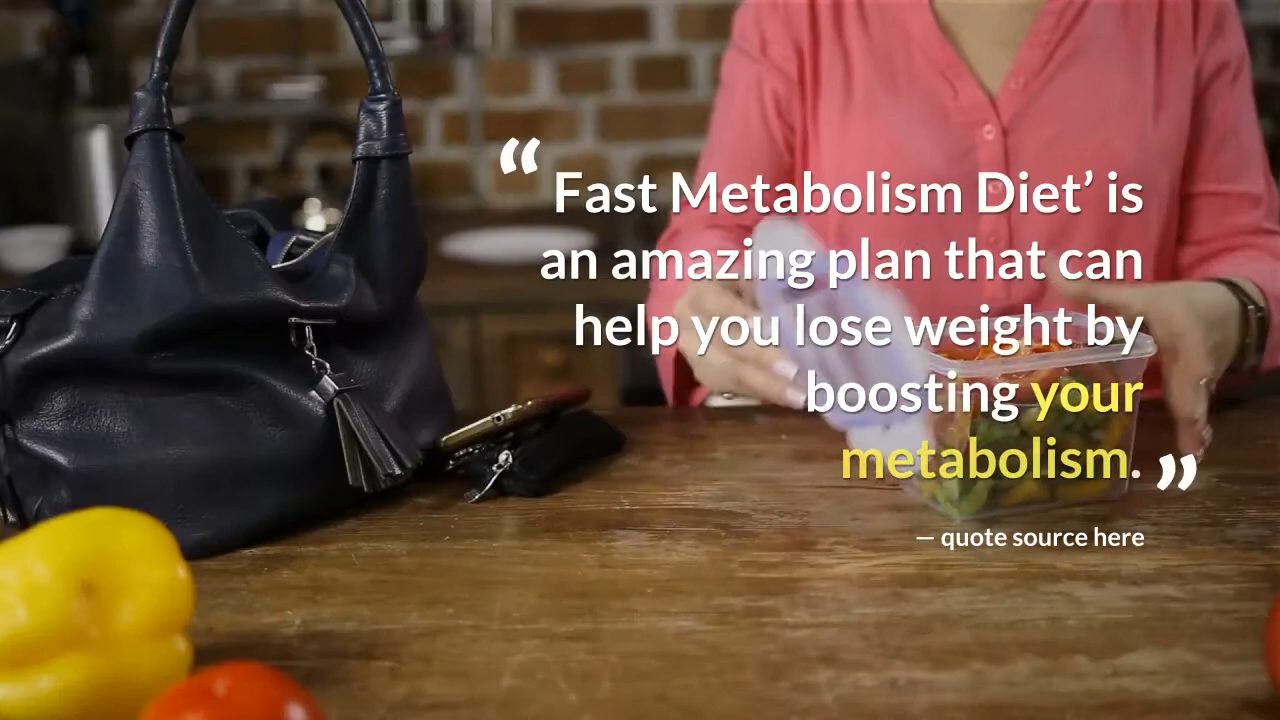 “Fast Metabolism Diet’ is
an amazing plan that can
help you lose weight by
boosting your
metabolism.”
— quote source here